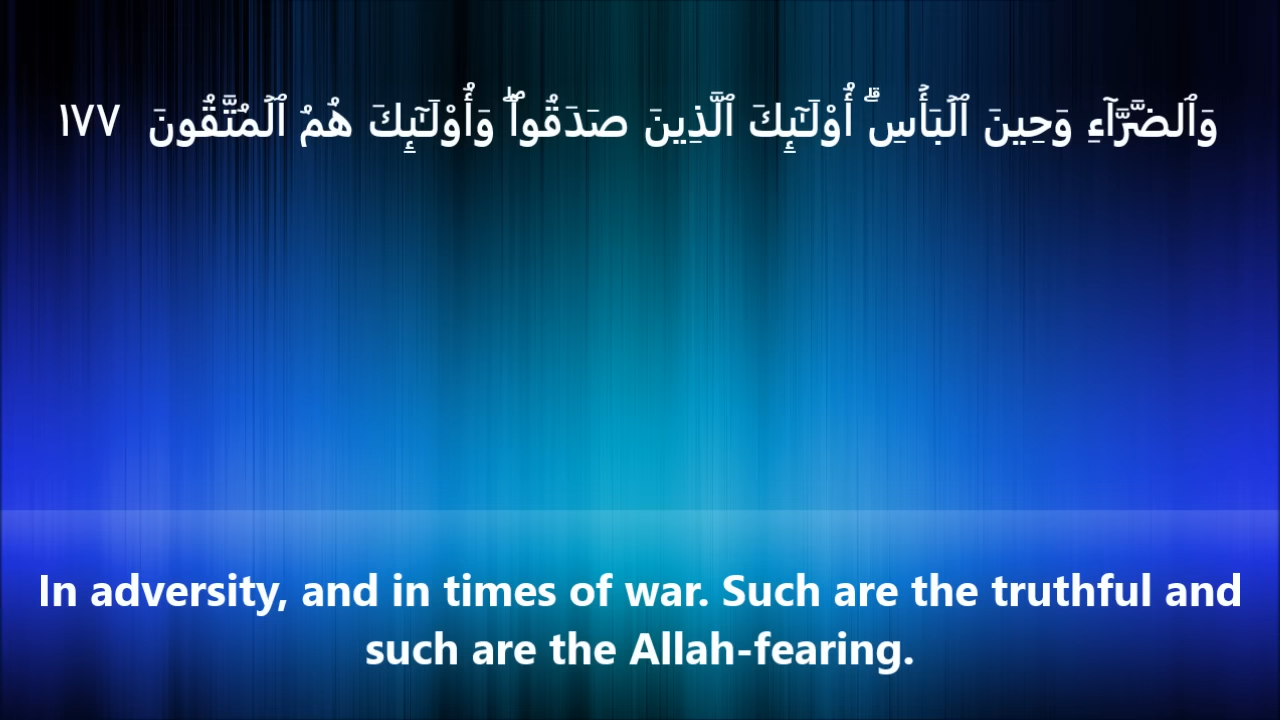 وَٱلضَّرَّآءِ وَحِينَ ٱلْبَأْسِ ۗ أُو۟لَـٰٓئِكَ ٱلَّذِينَ صَدَقُوا۟ ۖ وَأُو۟لَـٰٓئِكَ هُمُ ٱلْمُتَّقُونَ ١٧٧
In adversity, and in times of war. Such are the truthful and
such are the Allah-fearing.